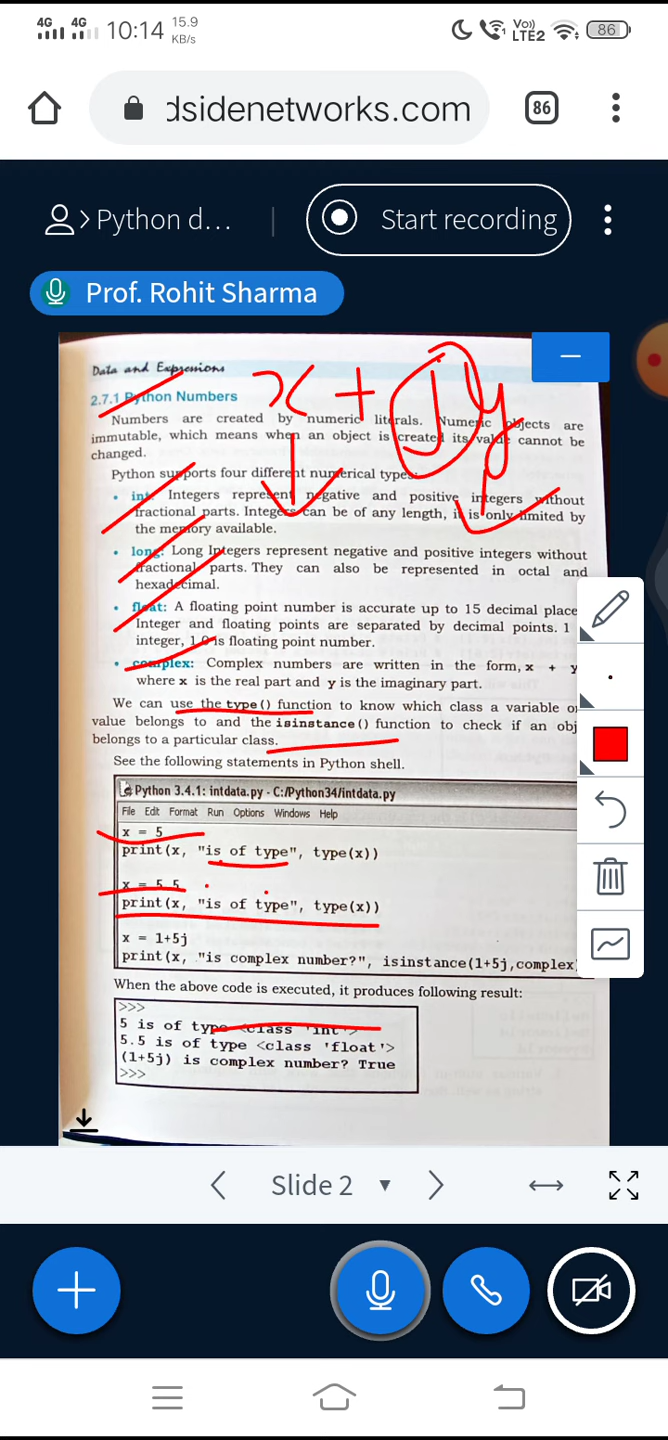 4G 4G 10:14 15.9 KB/s Vo)) LTE2 86
dsidenetworks.com 86
Python d... Start recording
Prof. Rohit Sharma
Data and Expressions
x + jy
2.7.1 Python Numbers
Numbers are created by numeric literals. Numeric objects are
immutable, which means when an object is created its value cannot be
changed.
Python supports four different numerical types:
• int: Integers represent negative and positive integers without
fractional parts. Integers can be of any length, it is only limited by
the memory available.
• long: Long Integers represent negative and positive integers without
fractional parts. They can also be represented in octal and
hexadecimal.
• float: A floating point number is accurate up to 15 decimal place
Integer and floating points are separated by decimal points. 1
integer, 1.0 is floating point number.
• complex: Complex numbers are written in the form, x + y
where x is the real part and y is the imaginary part.
We can use the type() function to know which class a variable o
value belongs to and the isinstance() function to check if an obj
belongs to a particular class.
See the following statements in Python shell.
Python 3.4.1: intdata.py - C:/Python34/intdata.py
File Edit Format Run Options Windows Help
x = 5
print(x, "is of type", type(x))
x = 5.5
print(x, "is of type", type(x))
x = 1+5j
print(x, "is complex number?", isinstance(1+5j,complex
When the above code is executed, it produces following result:
>>>
5 is of type <class 'int'>
5.5 is of type <class 'float'>
(1+5j) is complex number? True
>>>
Slide 2